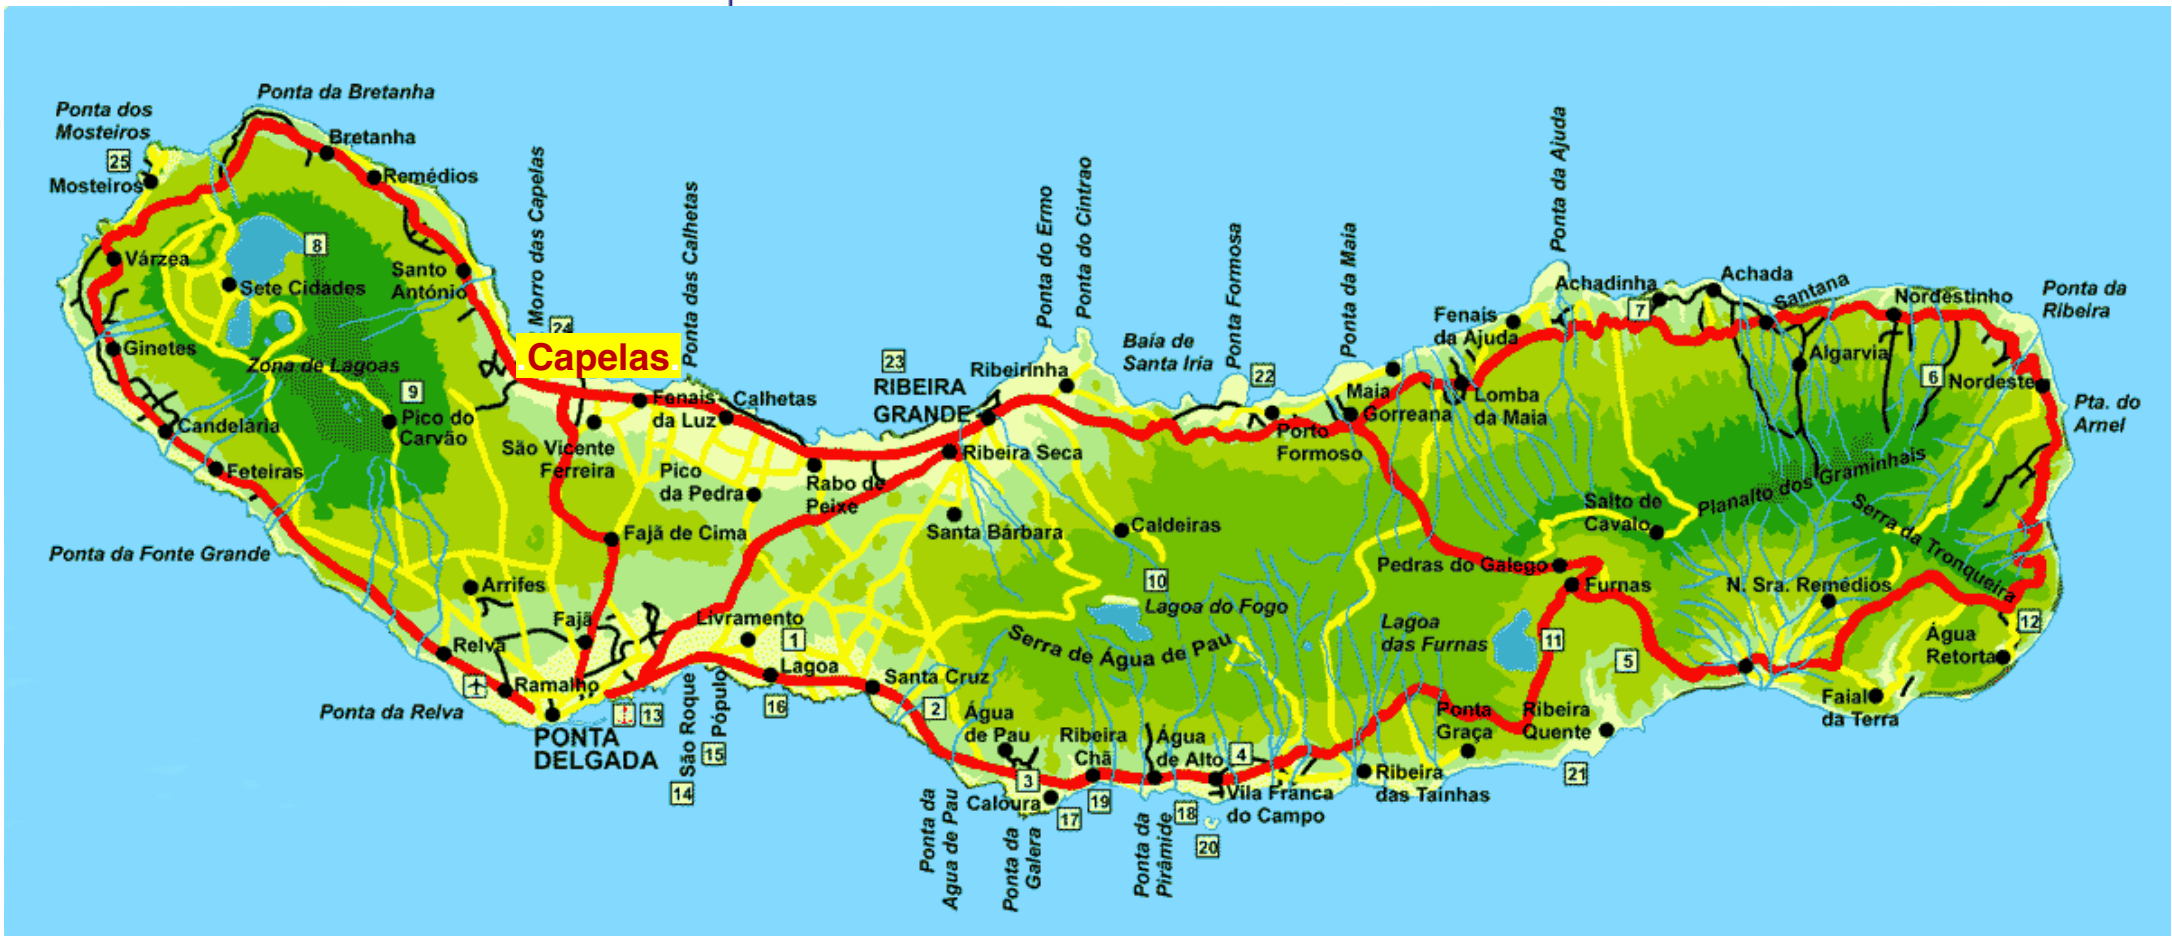 Ponta da Bretanha
Ponta dos
Mosteiros
25
Mosteiros
Bretanha
Remédios
Várzea
8
Sete Cidades
Santo
António
Ginetes
Zona de Lagoas
9
Pico do
Carvão
Candelária
Feteiras
Ponta da Fonte Grande
Morro das Capelas
24
Capelas
Ponta das Calhetas
Fenais
da Luz
Calhetas
São Vicente
Ferreira
Pico
da Pedra
Rabo de
Peixe
Fajã de Cima
Arrifes
Fajã
Relva
Ramalho
Ponta da Relva
PONTA
DELGADA
13
14
São Roque
15
Pópulo
Livramento
1
Lagoa
16
Santa Cruz
2
23
RIBEIRA
GRANDE
Ribeirinha
Ribeira Seca
Santa Bárbara
Ponta do Ermo
Ponta do Cintrao
Baía de
Santa Iria
Ponta Formosa
22
Porto
Formoso
Ponta da Maia
Maia
Gorreana
Caldeiras
10
Lagoa do Fogo
Serra de Água de Pau
Água
de Pau
3
Caloura
17
Ponta da
Agua de Pau
Ponta da
Galera
Ribeira
Chã
19
Água
de Alto
4
18
Ponta da
Pirâmide
20
Vila Franca
do Campo
Ribeira
das Tainhas
Ponta
Graça
Ribeira
Quente
21
Lagoa
das Furnas
11
5
Pedras do Galego
Furnas
Fenais
da Ajuda
Lomba
da Maia
Ponta da Ajuda
Achadinha
7
Achada
Santana
Nordestinho
Algarvia
6
Nordeste
Ponta da
Ribeira
Pta. do
Arnel
Salto de
Cavalo
Planalto dos Graminhais
Serra da Tronqueira
N. Sra. Remédios
12
Água
Retorta
Faial
da Terra